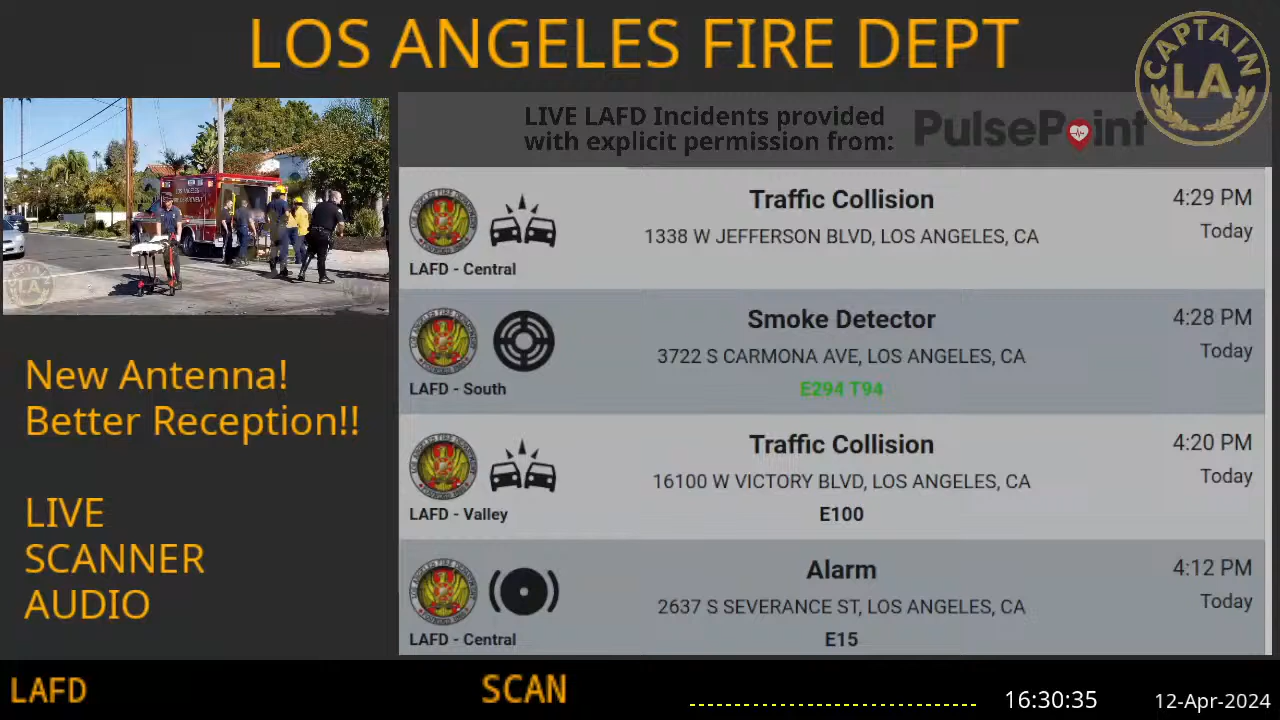 LOS ANGELES FIRE DEPT
CAPTAIN
LA
LIVE LAFD Incidents provided
with explicit permission from:
PulsePoint
Traffic Collision
4:29 PM
1338 W JEFFERSON BLVD, LOS ANGELES, CA
Today
LAFD - Central
Smoke Detector
4:28 PM
3722 S CARMONA AVE, LOS ANGELES, CA
Today
LAFD - South
E294 T94
Traffic Collision
4:20 PM
16100 W VICTORY BLVD, LOS ANGELES, CA
Today
LAFD - Valley
E100
Alarm
4:12 PM
2637 S SEVERANCE ST, LOS ANGELES, CA
Today
LAFD - Central
E15
New Antenna!
Better Reception!!
LIVE
SCANNER
AUDIO
LAFD
SCAN
16:30:35
12-Apr-2024